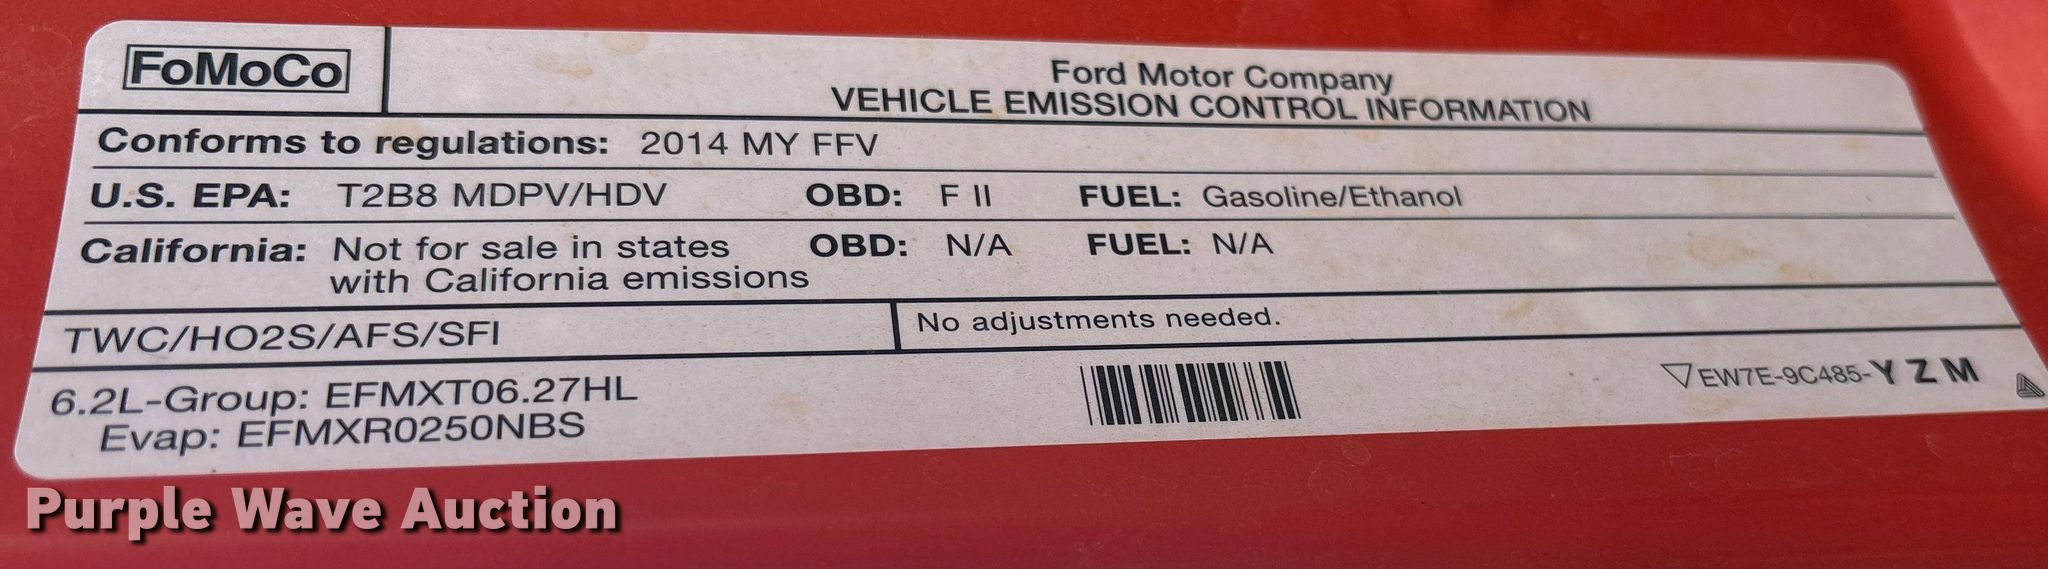 FoMoCo
Ford Motor Company
VEHICLE EMISSION CONTROL INFORMATION
Conforms to regulations: 2014 MY FFV
U.S. EPA: T2B8 MDPV/HDV OBD: F II FUEL: Gasoline/Ethanol
California: Not for sale in states OBD: N/A FUEL: N/A
with California emissions
TWC/HO2S/AFS/SFI
No adjustments needed.
6.2L-Group: EFMXT06.27HL
Evap: EFMXR0250NBS
EW7E-9C485-Y Z M
Purple Wave Auction